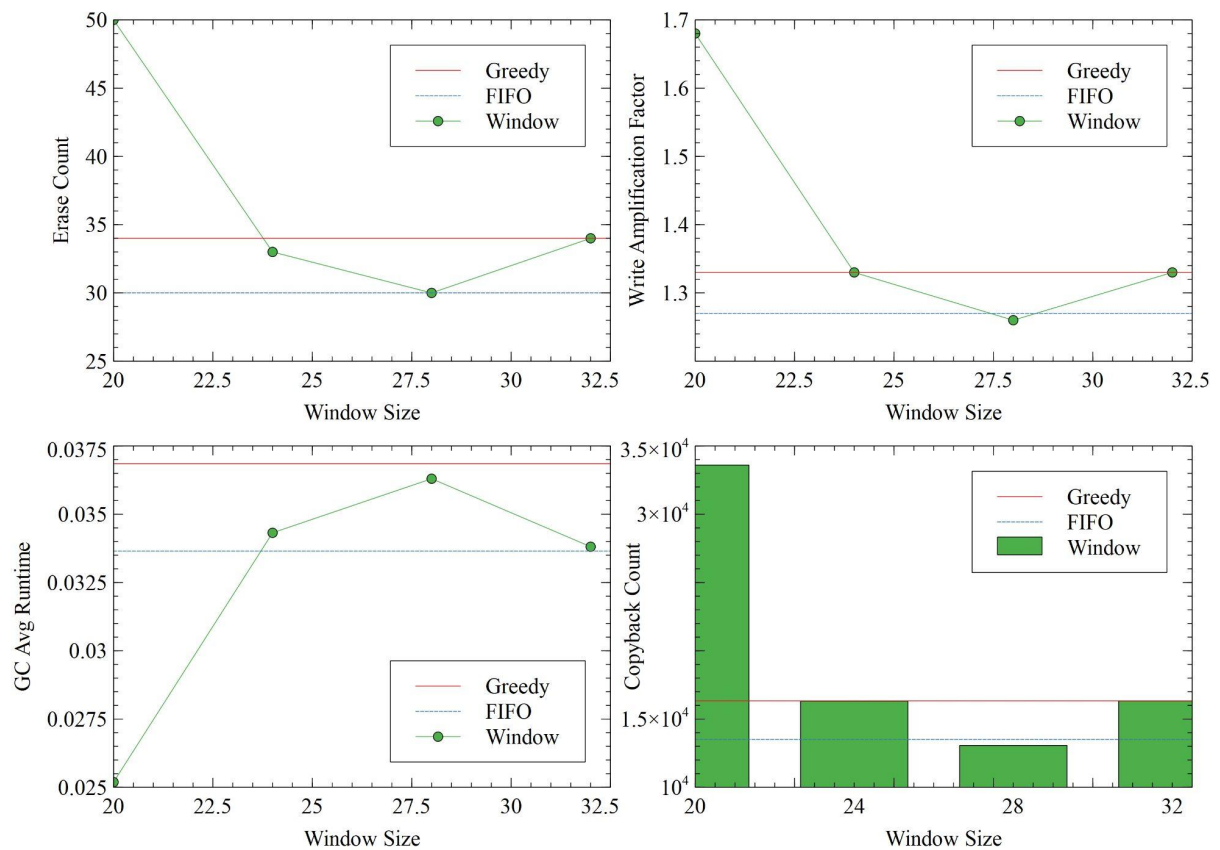 50
45
40
35
30
25
Erase Count
20
22.5
25
27.5
30
32.5
Window Size
Greedy
FIFO
Window
1.7
1.6
1.5
1.4
1.3
Write Amplification Factor
20
22.5
25
27.5
30
32.5
Window Size
Greedy
FIFO
Window
0.0375
0.035
0.0325
0.03
0.0275
0.025
GC Avg Runtime
20
22.5
25
27.5
30
32.5
Window Size
Greedy
FIFO
Window
3.5×10⁴
3×10⁴
1.5×10⁴
10⁴
Copyback Count
20
24
28
32
Window Size
Greedy
FIFO
Window